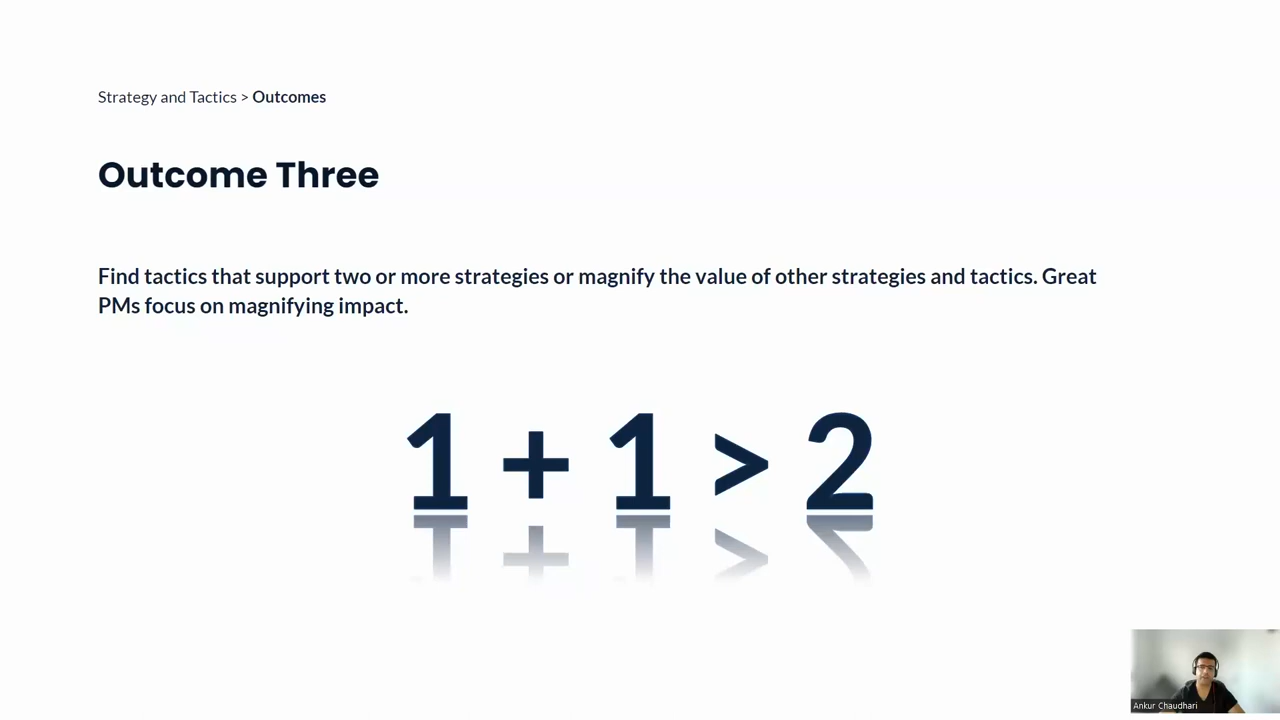 Strategy and Tactics > Outcomes
Outcome Three
Find tactics that support two or more strategies or magnify the value of other strategies and tactics. Great
PMs focus on magnifying impact.
1 + 1 > 2
Ankur Chaudhari